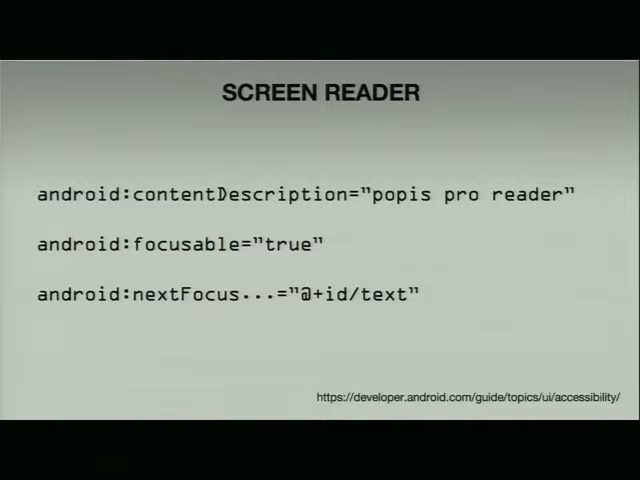 SCREEN READER
android:contentDescription="popis pro reader"
android:focusable="true"
android:nextFocus...="@+id/text"
https://developer.android.com/guide/topics/ui/accessibility/